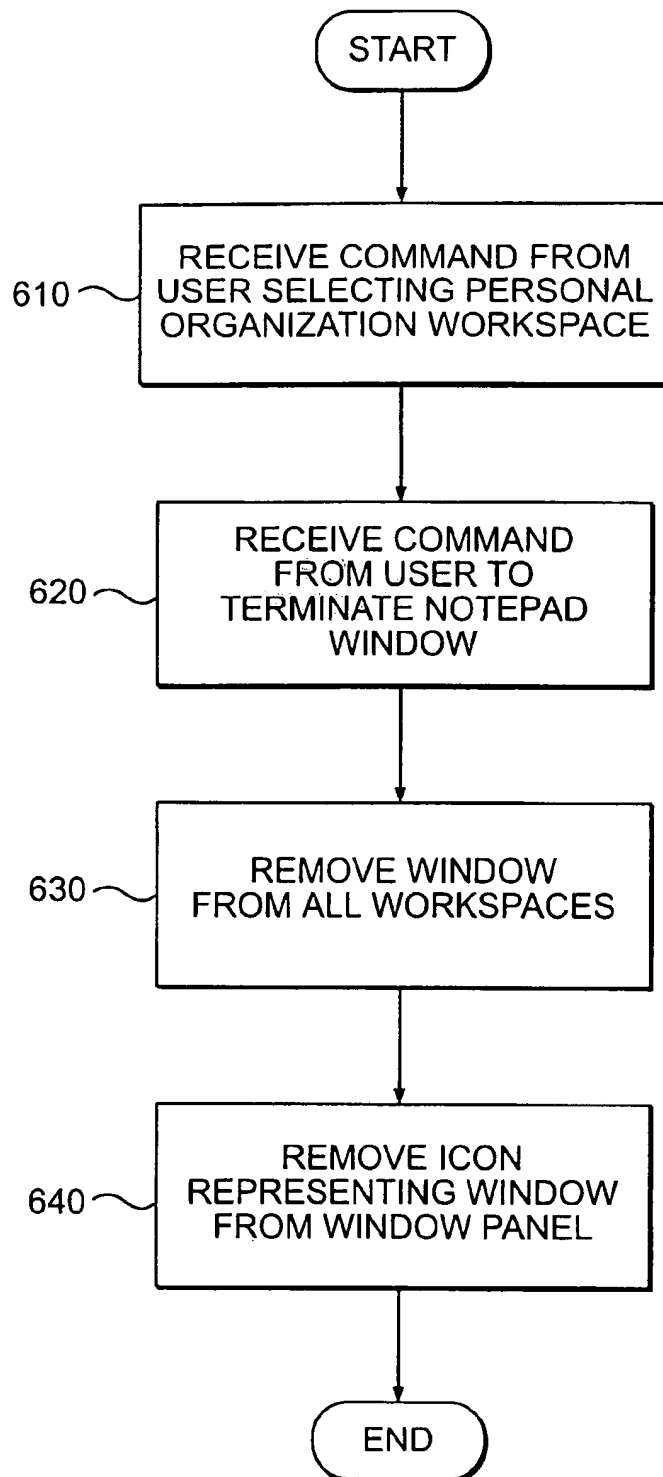 START
610
RECEIVE COMMAND FROM
USER SELECTING PERSONAL
ORGANIZATION WORKSPACE
620
RECEIVE COMMAND
FROM USER TO
TERMINATE NOTEPAD
WINDOW
630
REMOVE WINDOW
FROM ALL WORKSPACES
640
REMOVE ICON
REPRESENTING WINDOW
FROM WINDOW PANEL
END